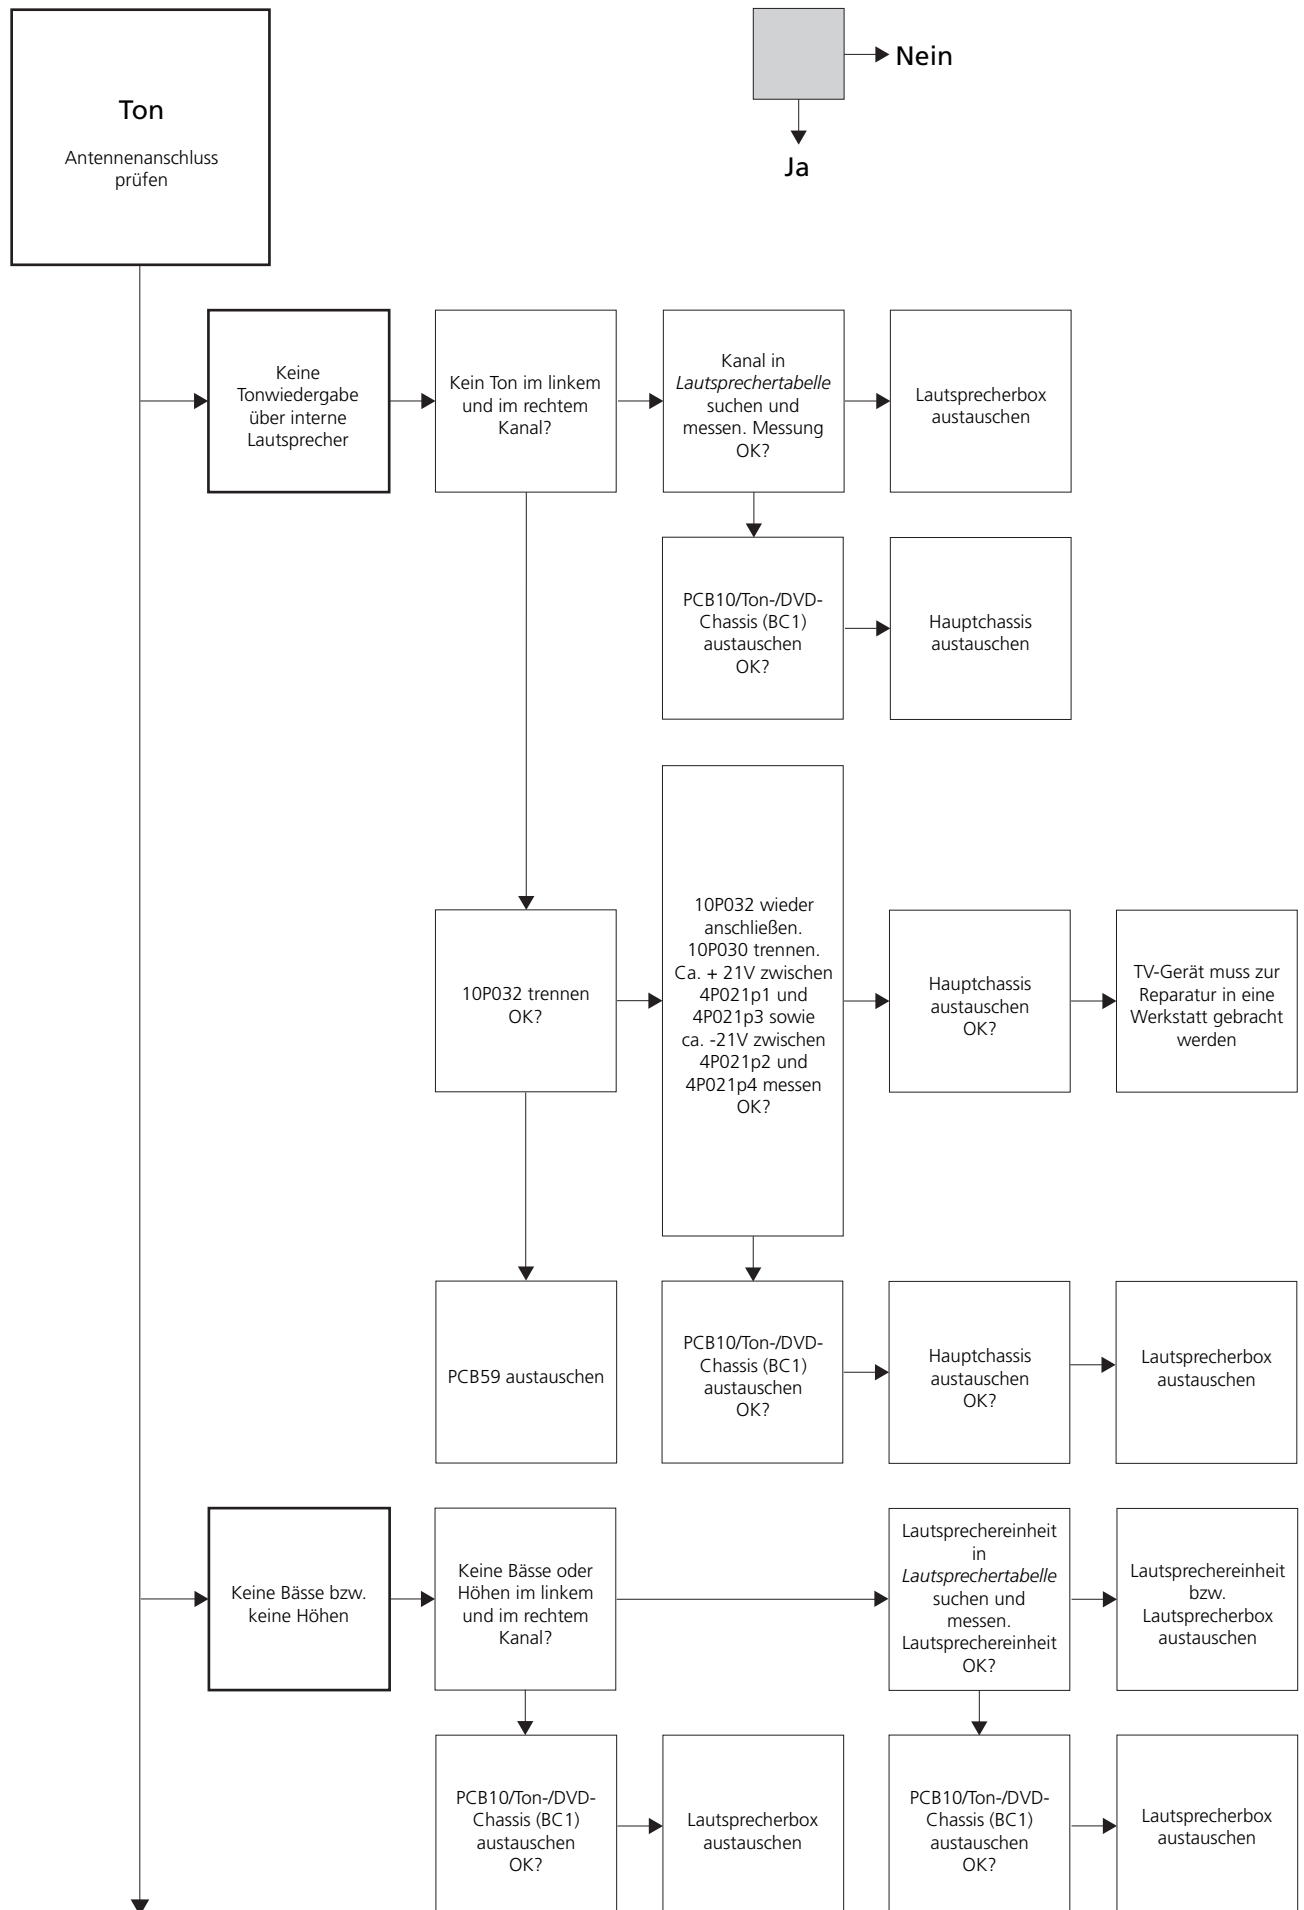 Ton
Antennenanschluss
prüfen
Nein
Ja
Keine
Tonwiedergabe
über interne
Lautsprecher
Kein Ton im linkem
und im rechtem
Kanal?
Kanal in
Lautsprechertabelle
suchen und
messen. Messung
OK?
Lautsprecherbox
austauschen
PCB10/Ton-/DVD-
Chassis (BC1)
austauschen
OK?
Hauptchassis
austauschen
10P032 trennen
OK?
10P032 wieder
anschließen.
10P030 trennen.
Ca. + 21V zwischen
4P021p1 und
4P021p3 sowie
ca. -21V zwischen
4P021p2 und
4P021p4 messen
OK?
Hauptchassis
austauschen
OK?
TV-Gerät muss zur
Reparatur in eine
Werkstatt gebracht
werden
PCB59 austauschen
PCB10/Ton-/DVD-
Chassis (BC1)
austauschen
OK?
Hauptchassis
austauschen
OK?
Lautsprecherbox
austauschen
Keine Bässe bzw.
keine Höhen
Keine Bässe oder
Höhen im linkem
und im rechtem
Kanal?
Lautsprechereinheit
in
Lautsprechertabelle
suchen und
messen.
Lautsprechereinheit
OK?
Lautsprechereinheit
bzw.
Lautsprecherbox
austauschen
PCB10/Ton-/DVD-
Chassis (BC1)
austauschen
OK?
Lautsprecherbox
austauschen
PCB10/Ton-/DVD-
Chassis (BC1)
austauschen
OK?
Lautsprecherbox
austauschen